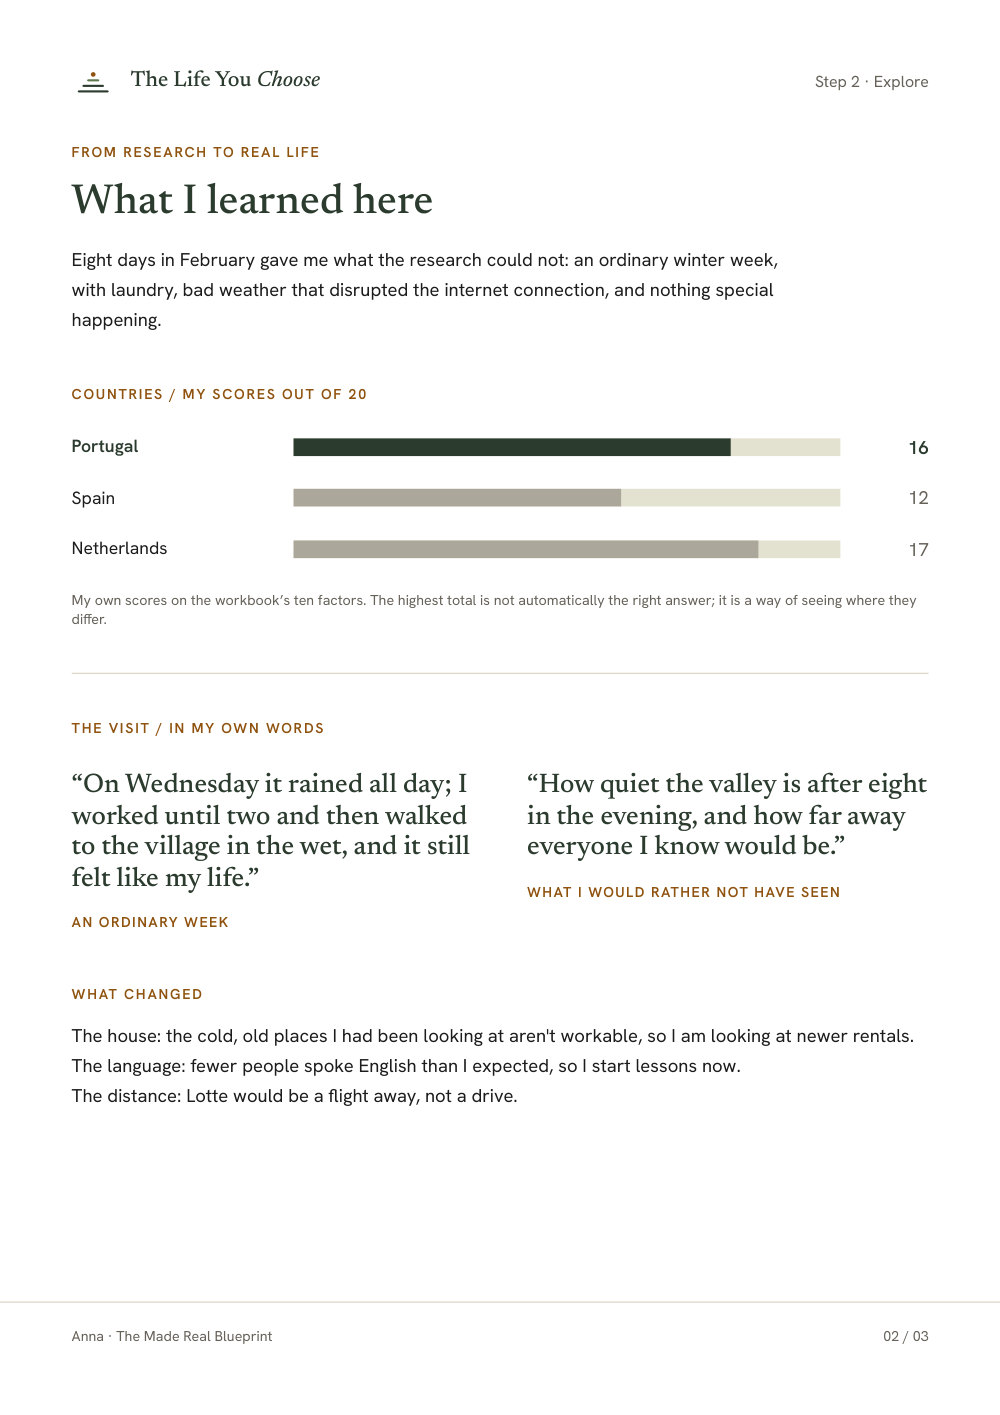 The Life You Choose
Step 2 · Explore
FROM RESEARCH TO REAL LIFE
What I learned here
Eight days in February gave me what the research could not: an ordinary winter week,
with laundry, bad weather that disrupted the internet connection, and nothing special
happening.
COUNTRIES / MY SCORES OUT OF 20
Portugal 16
Spain 12
Netherlands 17
My own scores on the workbook’s ten factors. The highest total is not automatically the right answer; it is a way of seeing where they
differ.
THE VISIT / IN MY OWN WORDS
“On Wednesday it rained all day; I
worked until two and then walked
to the village in the wet, and it still
felt like my life.”
AN ORDINARY WEEK
“How quiet the valley is after eight
in the evening, and how far away
everyone I know would be.”
WHAT I WOULD RATHER NOT HAVE SEEN
WHAT CHANGED
The house: the cold, old places I had been looking at aren't workable, so I am looking at newer rentals.
The language: fewer people spoke English than I expected, so I start lessons now.
The distance: Lotte would be a flight away, not a drive.
Anna · The Made Real Blueprint
02 / 03